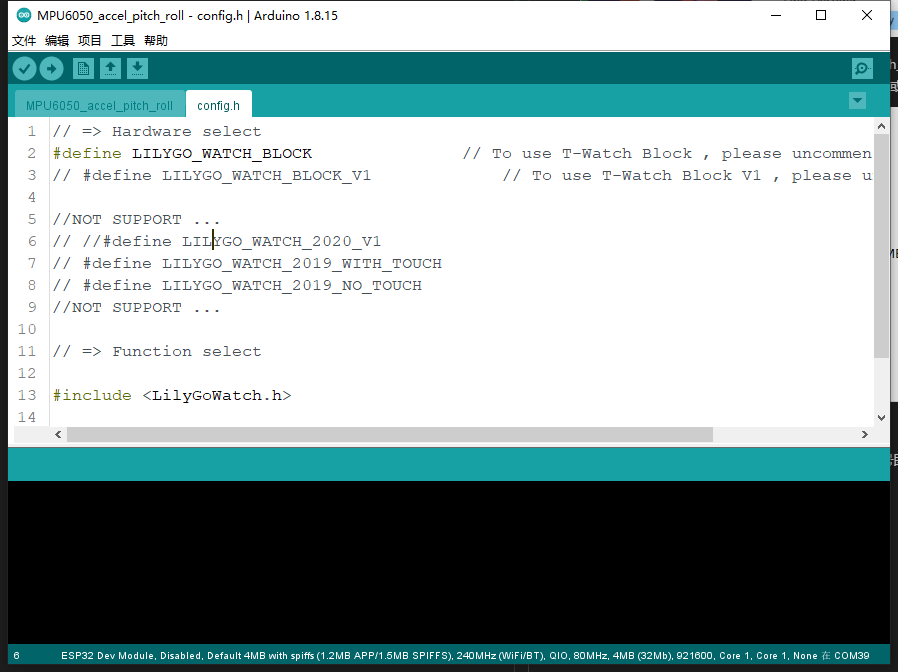 MPU6050_accel_pitch_roll - config.h | Arduino 1.8.15
文件 编辑 项目 工具 帮助
MPU6050_accel_pitch_roll config.h
1 // => Hardware select
2 #define LILYGO_WATCH_BLOCK // To use T-Watch Block , please uncommen
3 // #define LILYGO_WATCH_BLOCK_V1 // To use T-Watch Block V1 , please u
4
5 //NOT SUPPORT ...
6 // //#define LILYGO_WATCH_2020_V1
7 // #define LILYGO_WATCH_2019_WITH_TOUCH
8 // #define LILYGO_WATCH_2019_NO_TOUCH
9 //NOT SUPPORT ...
10
11 // => Function select
12
13 #include <LilyGoWatch.h>
14
6 ESP32 Dev Module, Disabled, Default 4MB with spiffs (1.2MB APP/1.5MB SPIFFS), 240MHz (WiFi/BT), QIO, 80MHz, 4MB (32Mb), 921600, Core 1, Core 1, None 在 COM39